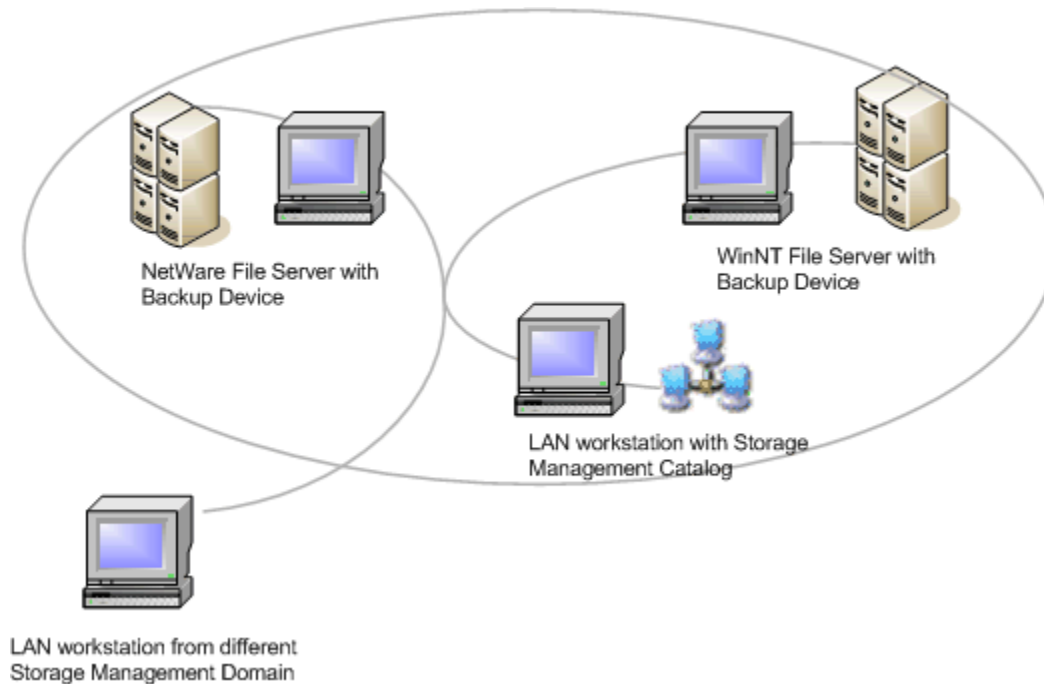 NetWare File Server with
Backup Device
WinNT File Server with
Backup Device
LAN workstation with Storage
Management Catalog
LAN workstation from different
Storage Management Domain